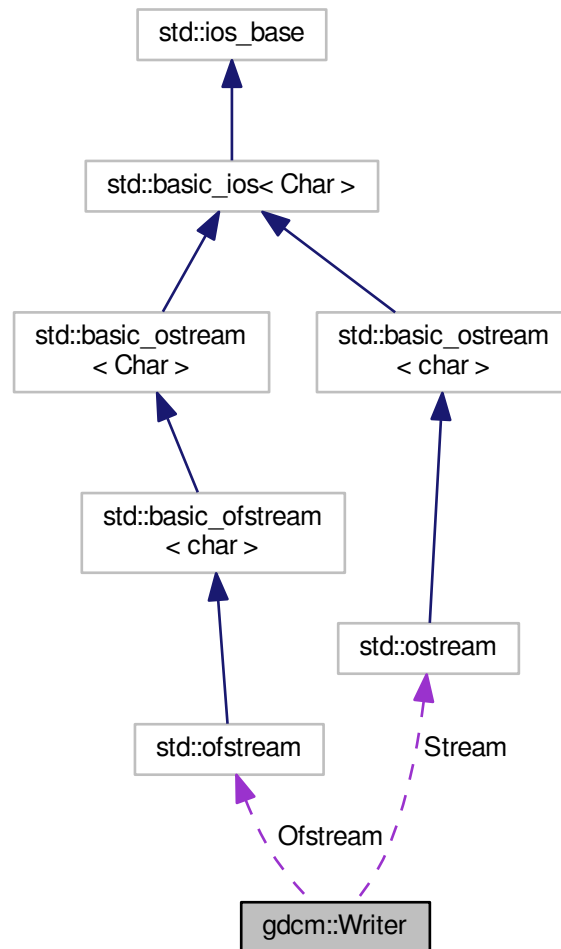 std::ios_base
std::basic_ios< Char >
std::basic_ostream
< Char >
std::basic_ostream
< char >
std::basic_ofstream
< char >
std::ostream
std::ofstream
Stream
Ofstream
gdcm::Writer